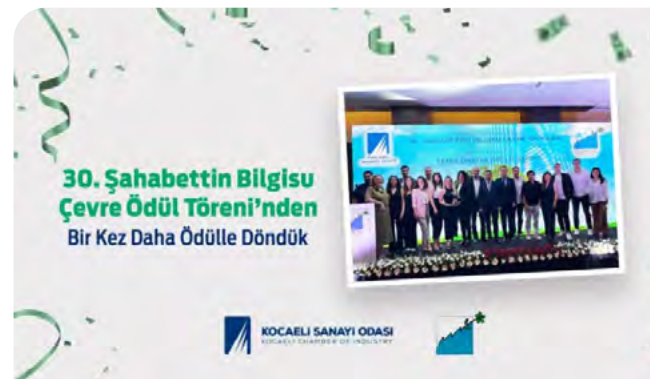 30. Şahabettin Bilgisu
Çevre Ödül Töreni’nden
Bir Kez Daha Ödülle Döndük
KOCAELİ SANAYİ ODASI
KOCAELI CHAMBER OF INDUSTRY